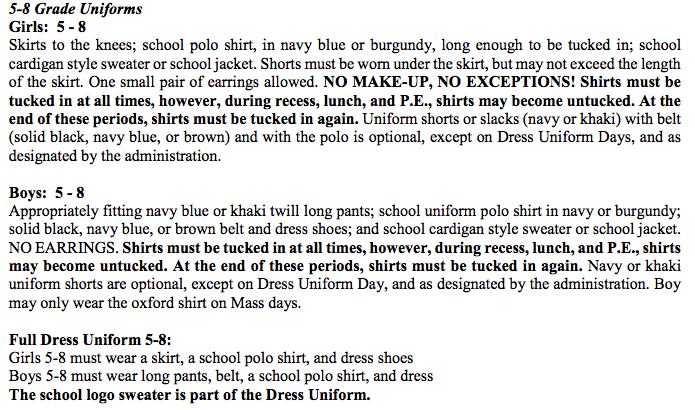 5-8 Grade Uniforms
Girls: 5 - 8
Skirts to the knees; school polo shirt, in navy blue or burgundy, long enough to be tucked in; school
cardigan style sweater or school jacket. Shorts must be worn under the skirt, but may not exceed the length
of the skirt. One small pair of earrings allowed. NO MAKE-UP, NO EXCEPTIONS! Shirts must be
tucked in at all times, however, during recess, lunch, and P.E., shirts may become untucked. At the
end of these periods, shirts must be tucked in again. Uniform shorts or slacks (navy or khaki) with belt
(solid black, navy blue, or brown) and with the polo is optional, except on Dress Uniform Days, and as
designated by the administration.
Boys: 5 - 8
Appropriately fitting navy blue or khaki twill long pants; school uniform polo shirt in navy or burgundy;
solid black, navy blue, or brown belt and dress shoes; and school cardigan style sweater or school jacket.
NO EARRINGS. Shirts must be tucked in at all times, however, during recess, lunch, and P.E., shirts
may become untucked. At the end of these periods, shirts must be tucked in again. Navy or khaki
uniform shorts are optional, except on Dress Uniform Day, and as designated by the administration. Boy
may only wear the oxford shirt on Mass days.
Full Dress Uniform 5-8:
Girls 5-8 must wear a skirt, a school polo shirt, and dress shoes
Boys 5-8 must wear long pants, belt, a school polo shirt, and dress
The school logo sweater is part of the Dress Uniform.